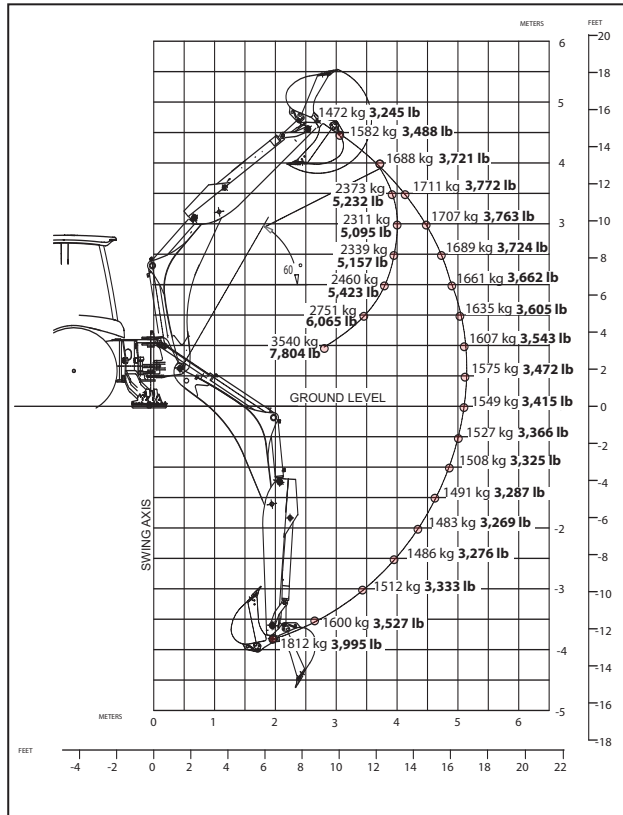 METERS
FEET
6
5
4
3
2
1
0
-1
-2
-3
-4
-5
20
18
16
14
12
10
8
6
4
2
0
-2
-4
-6
-8
-10
-12
-14
-16
-18
1472 kg 3,245 lb
1582 kg 3,488 lb
1688 kg 3,721 lb
2373 kg
5,232 lb
1711 kg 3,772 lb
2311 kg
5,095 lb
1707 kg 3,763 lb
2339 kg
5,157 lb
1689 kg 3,724 lb
60 °
2460 kg
5,423 lb
1661 kg 3,662 lb
2751 kg
6,065 lb
1635 kg 3,605 lb
3540 kg
7,804 lb
1607 kg 3,543 lb
1575 kg 3,472 lb
GROUND LEVEL
1549 kg 3,415 lb
1527 kg 3,366 lb
1508 kg 3,325 lb
1491 kg 3,287 lb
1483 kg 3,269 lb
1486 kg 3,276 lb
1512 kg 3,333 lb
1600 kg 3,527 lb
1812 kg 3,995 lb
SWING AXIS
METERS
0 1 2 3 4 5 6
FEET
-4 -2 0 2 4 6 8 10 12 14 16 18 20 22